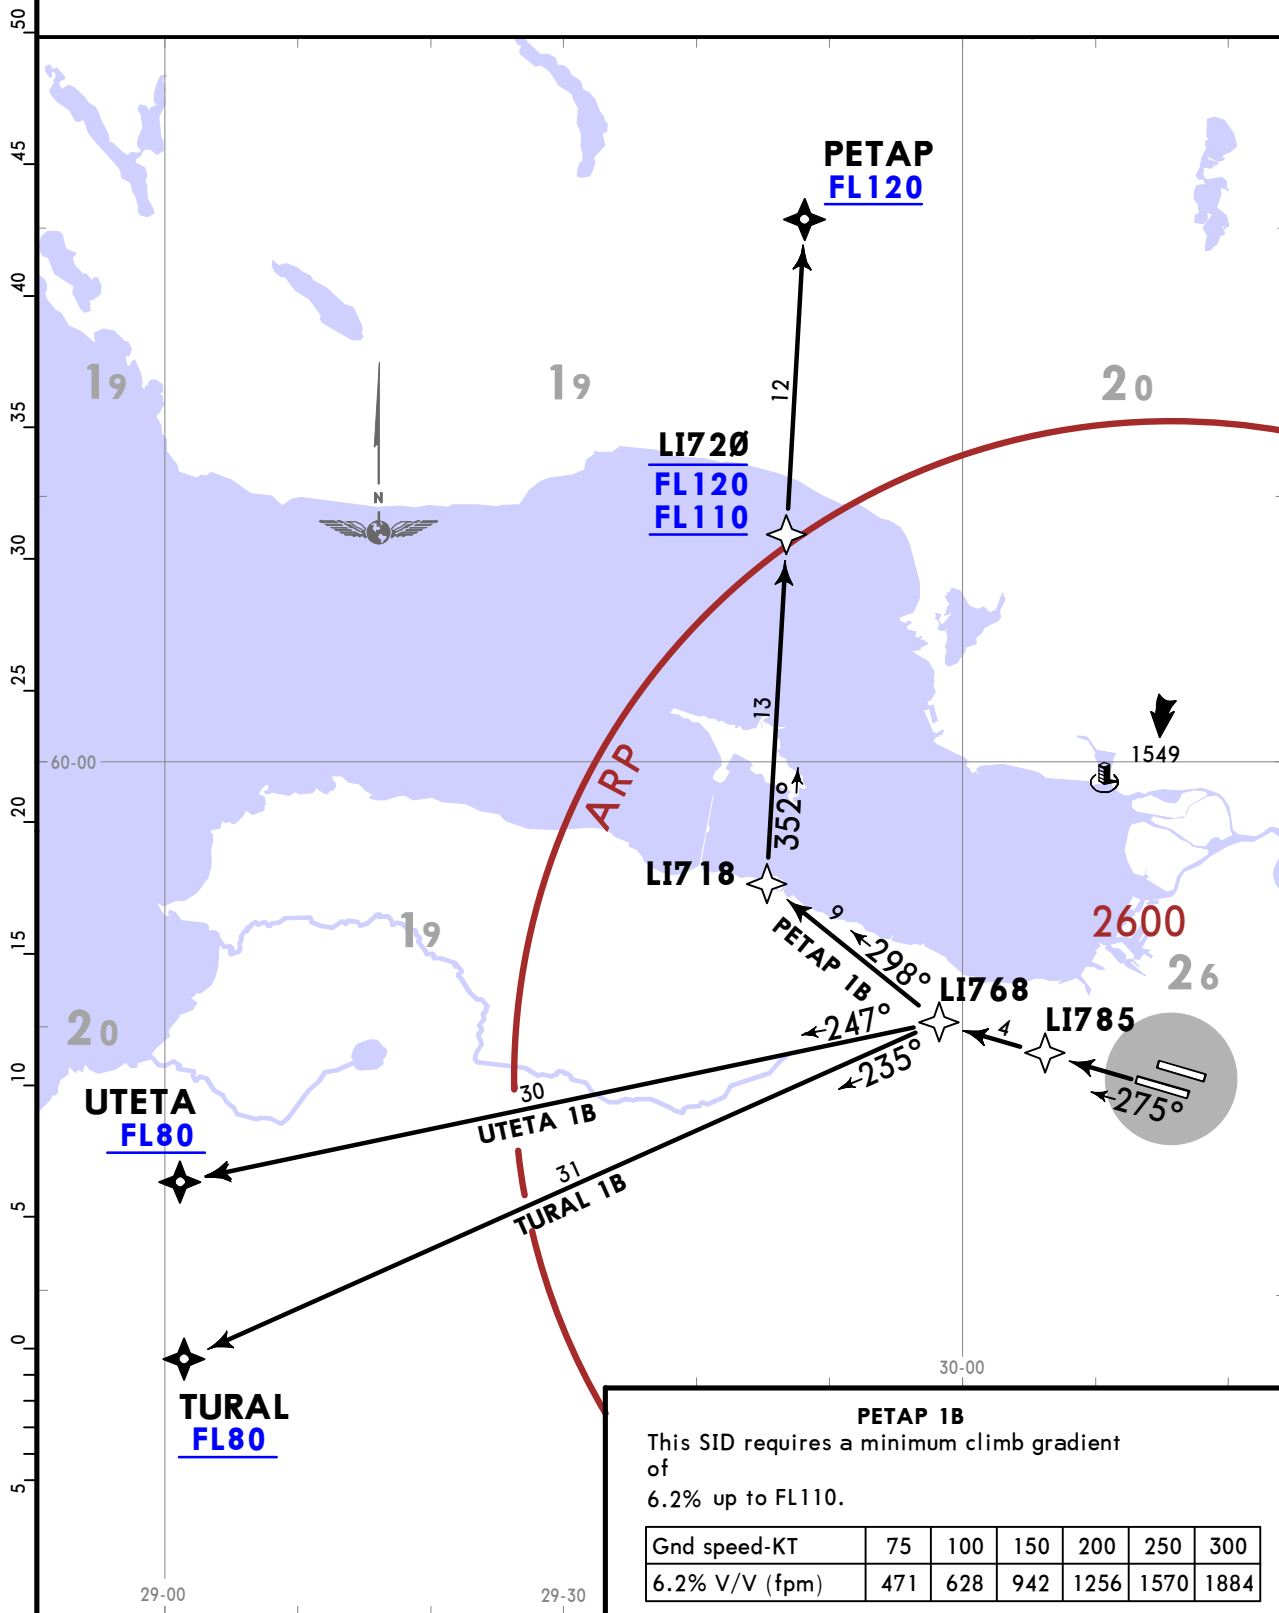 50
45
40
35
30
25
20
15
10
5
0
5
PETAP
FL120
19
19
20
12
LI72Ø
FL120
FL110
N
13
1549
60-00
ARP
352°
LI718
9
2600
19
298°
PETAP 1B
26
LI768
20
247°
4
LI785
235°
275°
UTETA
FL80
30
UTETA 1B
31
TURAL 1B
30-00
TURAL
FL80
PETAP 1B
This SID requires a minimum climb gradient
of
6.2% up to FL110.
Gnd speed-KT 75 100 150 200 250 300
6.2% V/V (fpm) 471 628 942 1256 1570 1884
29-00
29-30